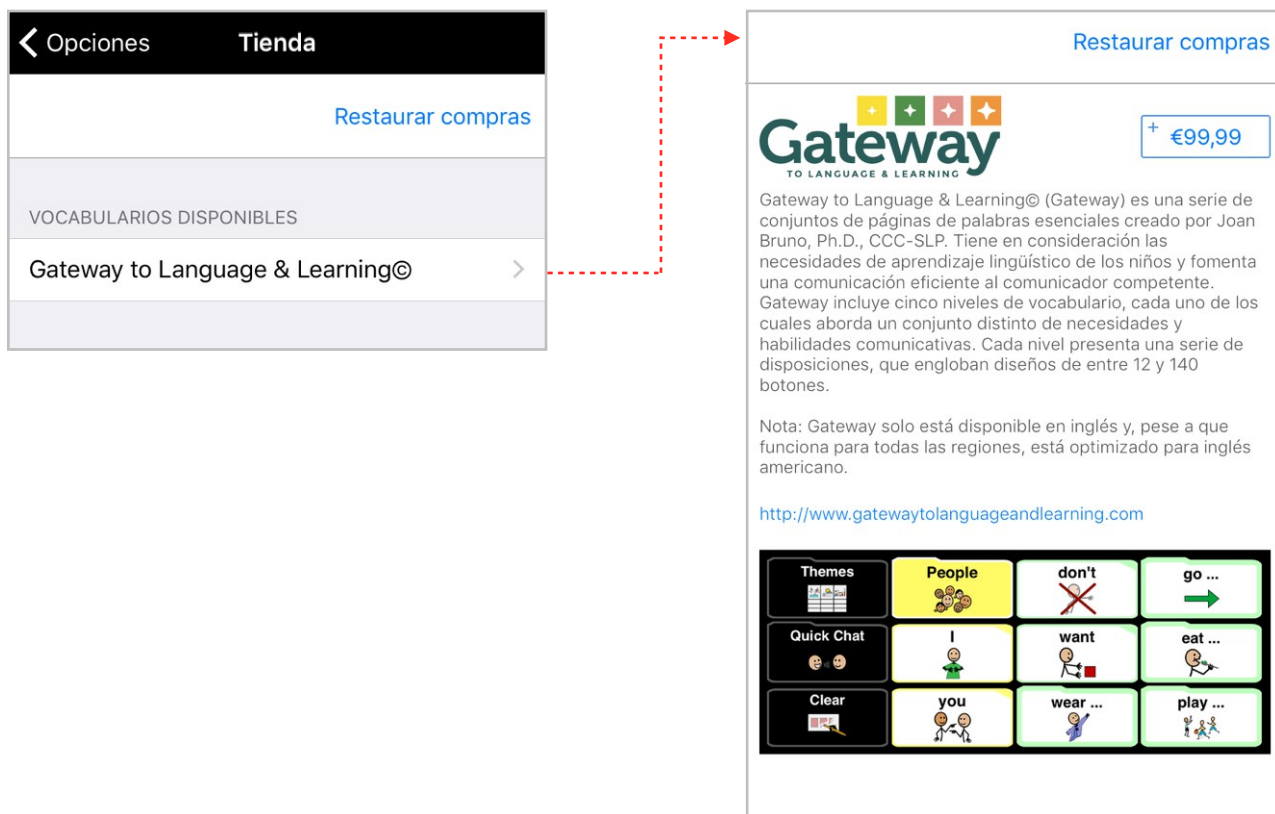 Opciones
Tienda
Restaurar compras
VOCABULARIOS DISPONIBLES
Gateway to Language & Learning©
Restaurar compras
Gateway
TO LANGUAGE & LEARNING
+ €99,99
Gateway to Language & Learning© (Gateway) es una serie de
conjuntos de páginas de palabras esenciales creado por Joan
Bruno, Ph.D., CCC-SLP. Tiene en consideración las
necesidades de aprendizaje lingüístico de los niños y fomenta
una comunicación eficiente al comunicador competente.
Gateway incluye cinco niveles de vocabulario, cada uno de los
cuales aborda un conjunto distinto de necesidades y
habilidades comunicativas. Cada nivel presenta una serie de
disposiciones, que engloban diseños de entre 12 y 140
botones.
Nota: Gateway solo está disponible en inglés y, pese a que
funciona para todas las regiones, está optimizado para inglés
americano.
http://www.gatewaytolanguageandlearning.com
Themes
People
don't
go ...
Quick Chat
I
want
eat ...
Clear
you
wear ...
play ...